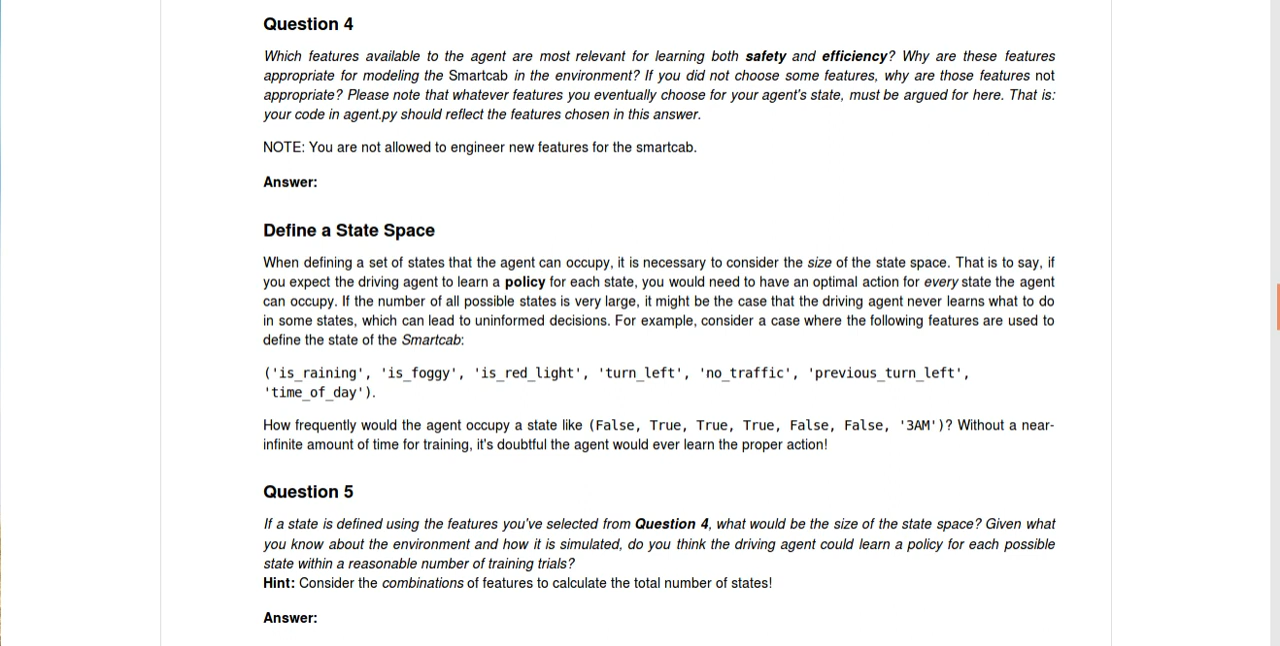 Question 4
Which features available to the agent are most relevant for learning both safety and efficiency? Why are these features
appropriate for modeling the Smartcab in the environment? If you did not choose some features, why are those features not
appropriate? Please note that whatever features you eventually choose for your agent's state, must be argued for here. That is:
your code in agent.py should reflect the features chosen in this answer.
NOTE: You are not allowed to engineer new features for the smartcab.
Answer:
Define a State Space
When defining a set of states that the agent can occupy, it is necessary to consider the size of the state space. That is to say, if
you expect the driving agent to learn a policy for each state, you would need to have an optimal action for every state the agent
can occupy. If the number of all possible states is very large, it might be the case that the driving agent never learns what to do
in some states, which can lead to uninformed decisions. For example, consider a case where the following features are used to
define the state of the Smartcab:
('is_raining', 'is_foggy', 'is_red_light', 'turn_left', 'no_traffic', 'previous_turn_left',
'time_of_day').
How frequently would the agent occupy a state like (False, True, True, True, False, False, '3AM')? Without a near-
infinite amount of time for training, it's doubtful the agent would ever learn the proper action!
Question 5
If a state is defined using the features you've selected from Question 4, what would be the size of the state space? Given what
you know about the environment and how it is simulated, do you think the driving agent could learn a policy for each possible
state within a reasonable number of training trials?
Hint: Consider the combinations of features to calculate the total number of states!
Answer: